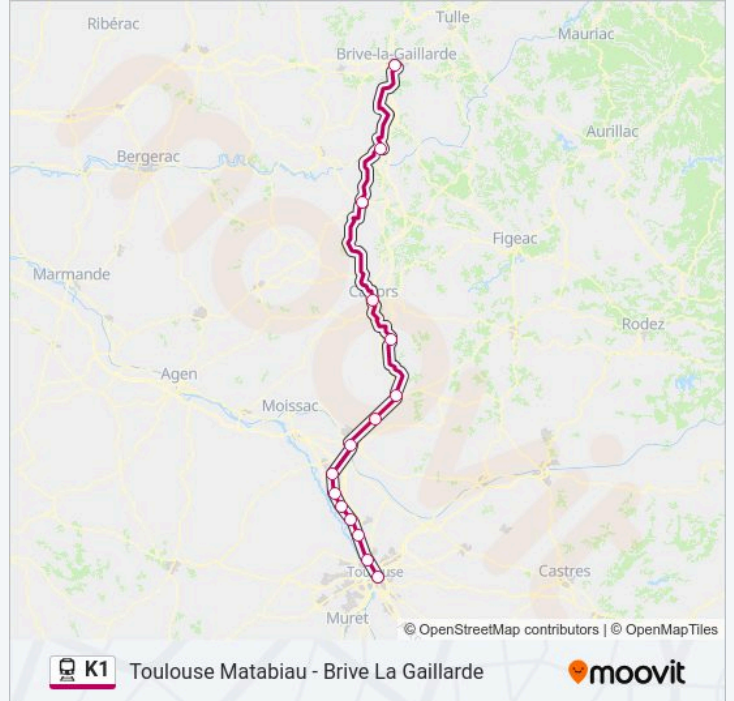 Tulle
Ribérac
Mauriac
Brive-la-Gaillarde
Aurillac
Bergerac
Figeac
Marmande
Cahors
Rodez
Agen
Moissac
Toulouse
Castres
Muret
© OpenStreetMap contributors | © OpenMapTiles
K1 Toulouse Matabiau - Brive La Gaillarde moovit
moovit